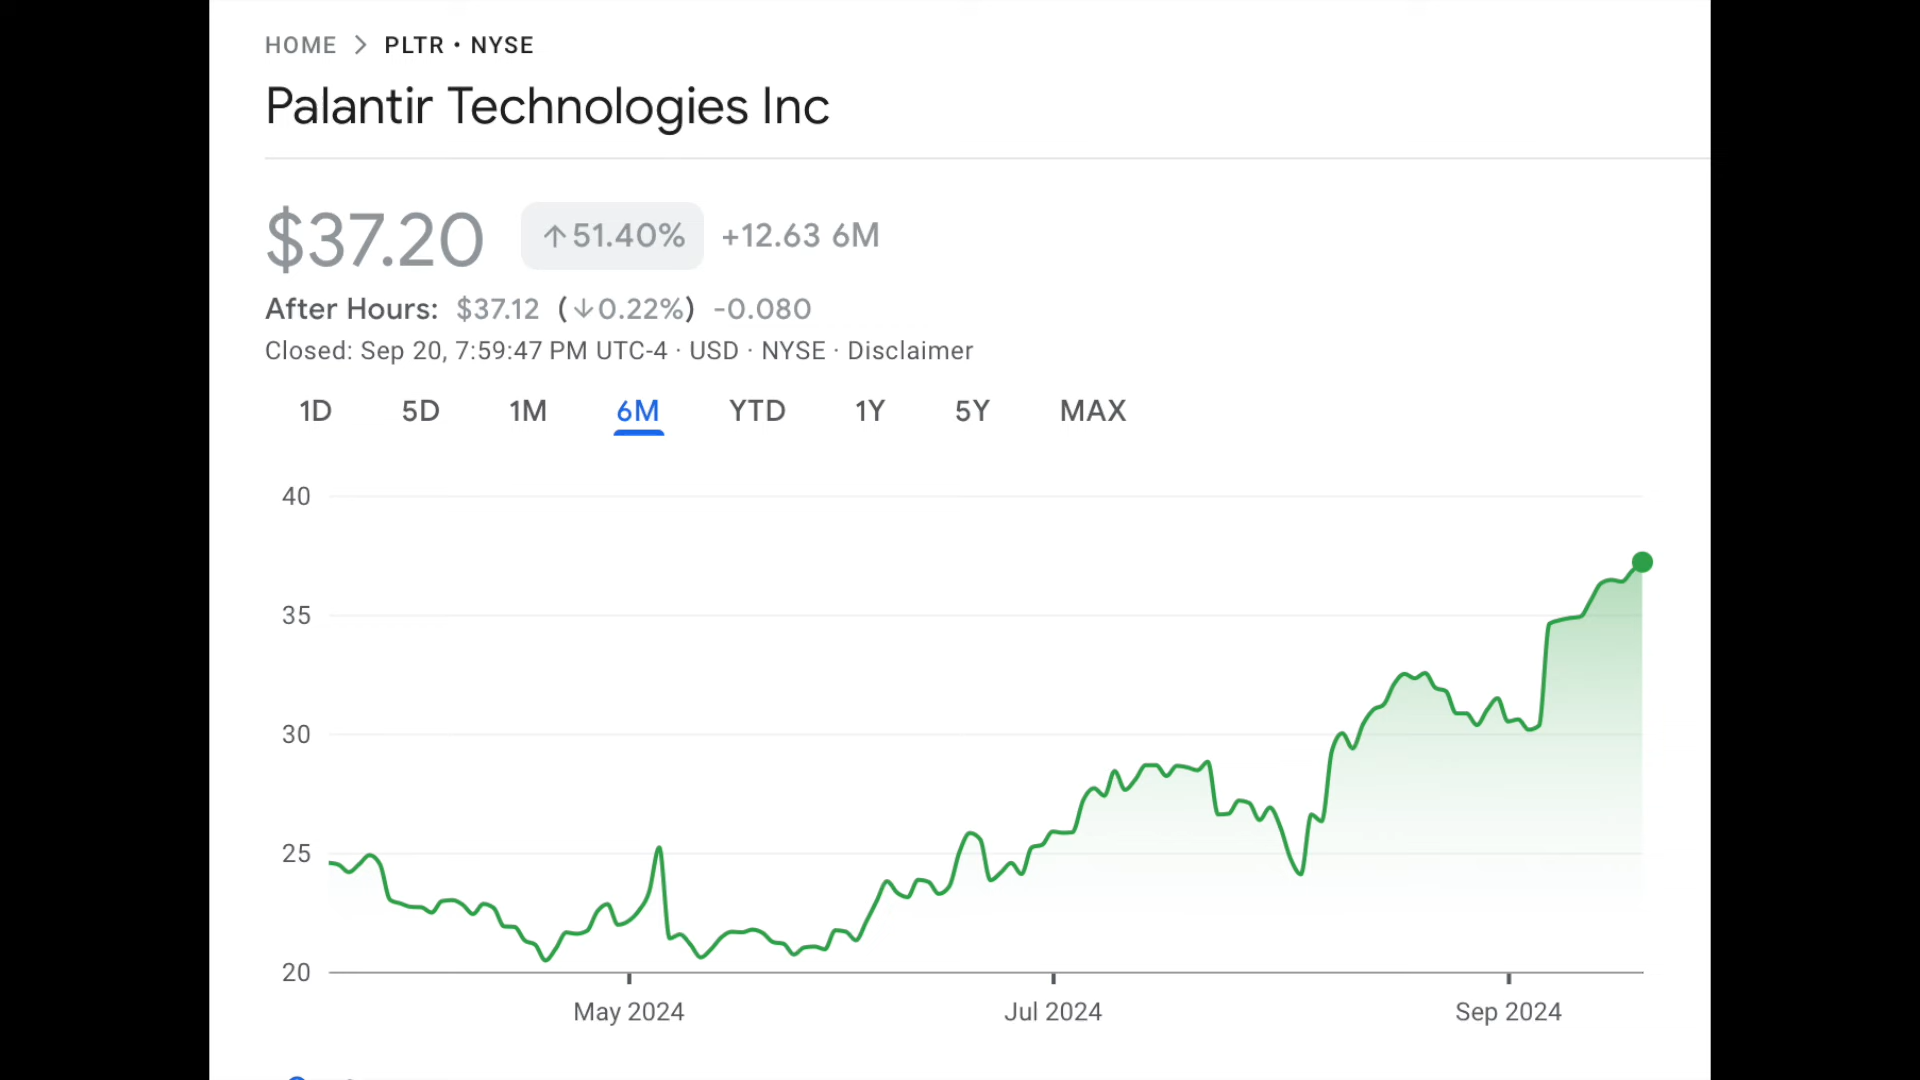 HOME > PLTR • NYSE
Palantir Technologies Inc
$37.20 ↑51.40% +12.63 6M
After Hours: $37.12 (↓0.22%) -0.080
Closed: Sep 20, 7:59:47 PM UTC-4 · USD · NYSE · Disclaimer
1D 5D 1M 6M YTD 1Y 5Y MAX
40
35
30
25
20
May 2024 Jul 2024 Sep 2024